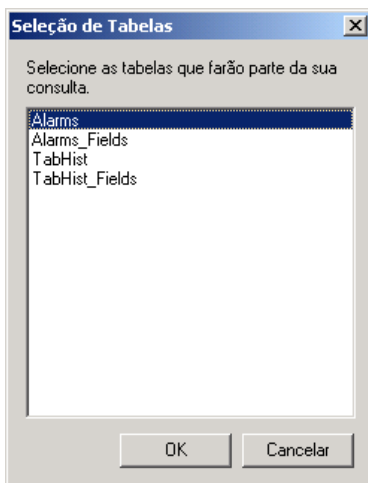 Seleção de Tabelas
Selecione as tabelas que farão parte da sua
consulta.
Alarms
Alarms_Fields
TabHist
TabHist_Fields
OK
Cancelar